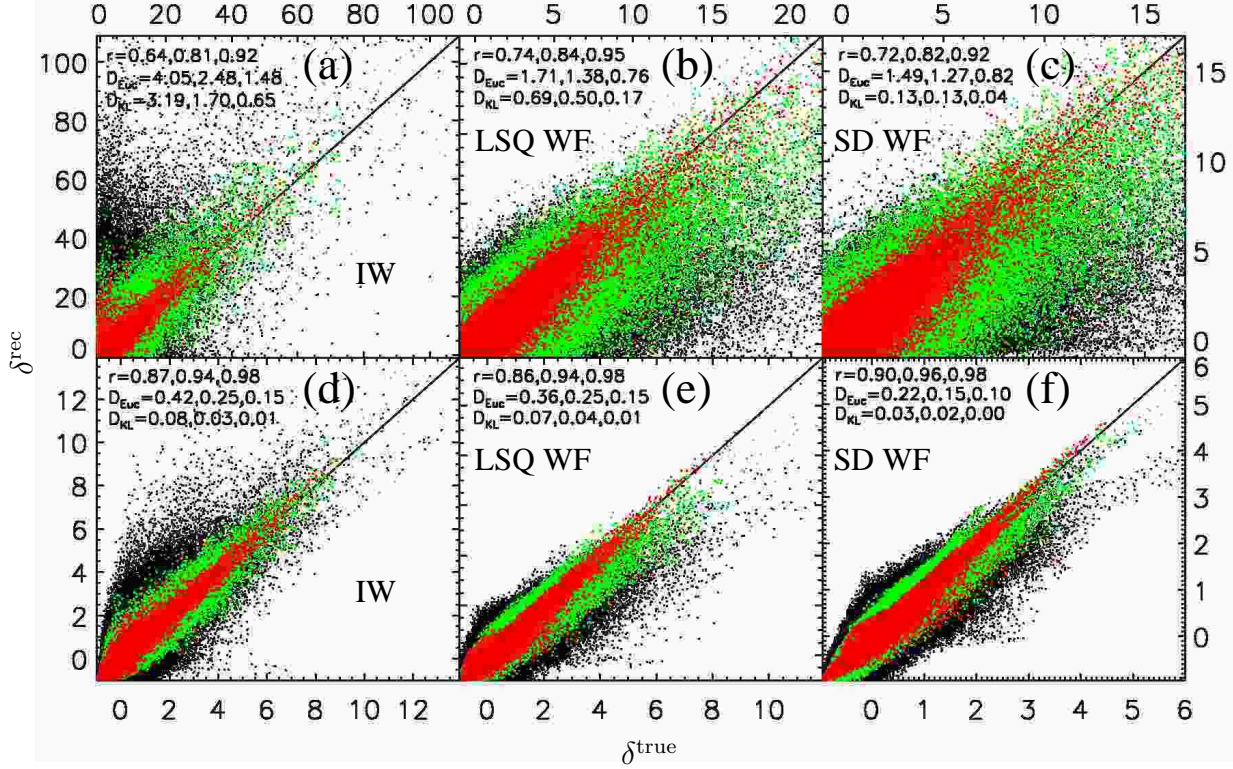 0 20 40 60 80 100 0 5 10 15 20 0 5 10 15
100 80 60 40 20 0
r=0.64,0.81,0.92
D_Euc=4.05,2.48,1.48
D_KL=3.19,1.70,0.65
(a)
IW
r=0.74,0.84,0.95
D_Euc=1.71,1.38,0.76
D_KL=0.69,0.50,0.17
(b)
LSQ WF
r=0.72,0.82,0.92
D_Euc=1.49,1.27,0.82
D_KL=0.13,0.13,0.04
(c)
SD WF
15 10 5 0
δ^rec
12 10 8 6 4 2 0
r=0.87,0.94,0.98
D_Euc=0.42,0.25,0.15
D_KL=0.08,0.03,0.01
(d)
IW
r=0.86,0.94,0.98
D_Euc=0.36,0.25,0.15
D_KL=0.07,0.04,0.01
(e)
LSQ WF
r=0.90,0.96,0.98
D_Euc=0.22,0.15,0.10
D_KL=0.03,0.02,0.00
(f)
SD WF
6 5 4 3 2 1 0
0 2 4 6 8 10 12 0 2 4 6 8 10 0 1 2 3 4 5 6
δ^true